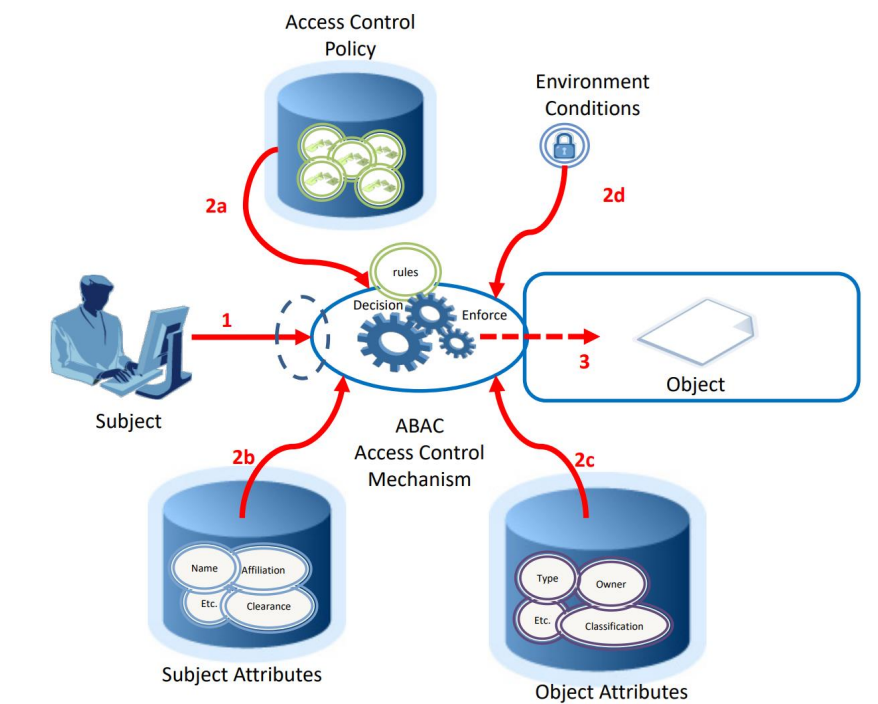 Access Control
Policy
Environment
Conditions
2a
2d
rules
Decision
Enforce
1
3
Object
Subject
ABAC
Access Control
Mechanism
2b
2c
Name
Affiliation
Etc.
Clearance
Type
Owner
Etc.
Classification
Subject Attributes
Object Attributes